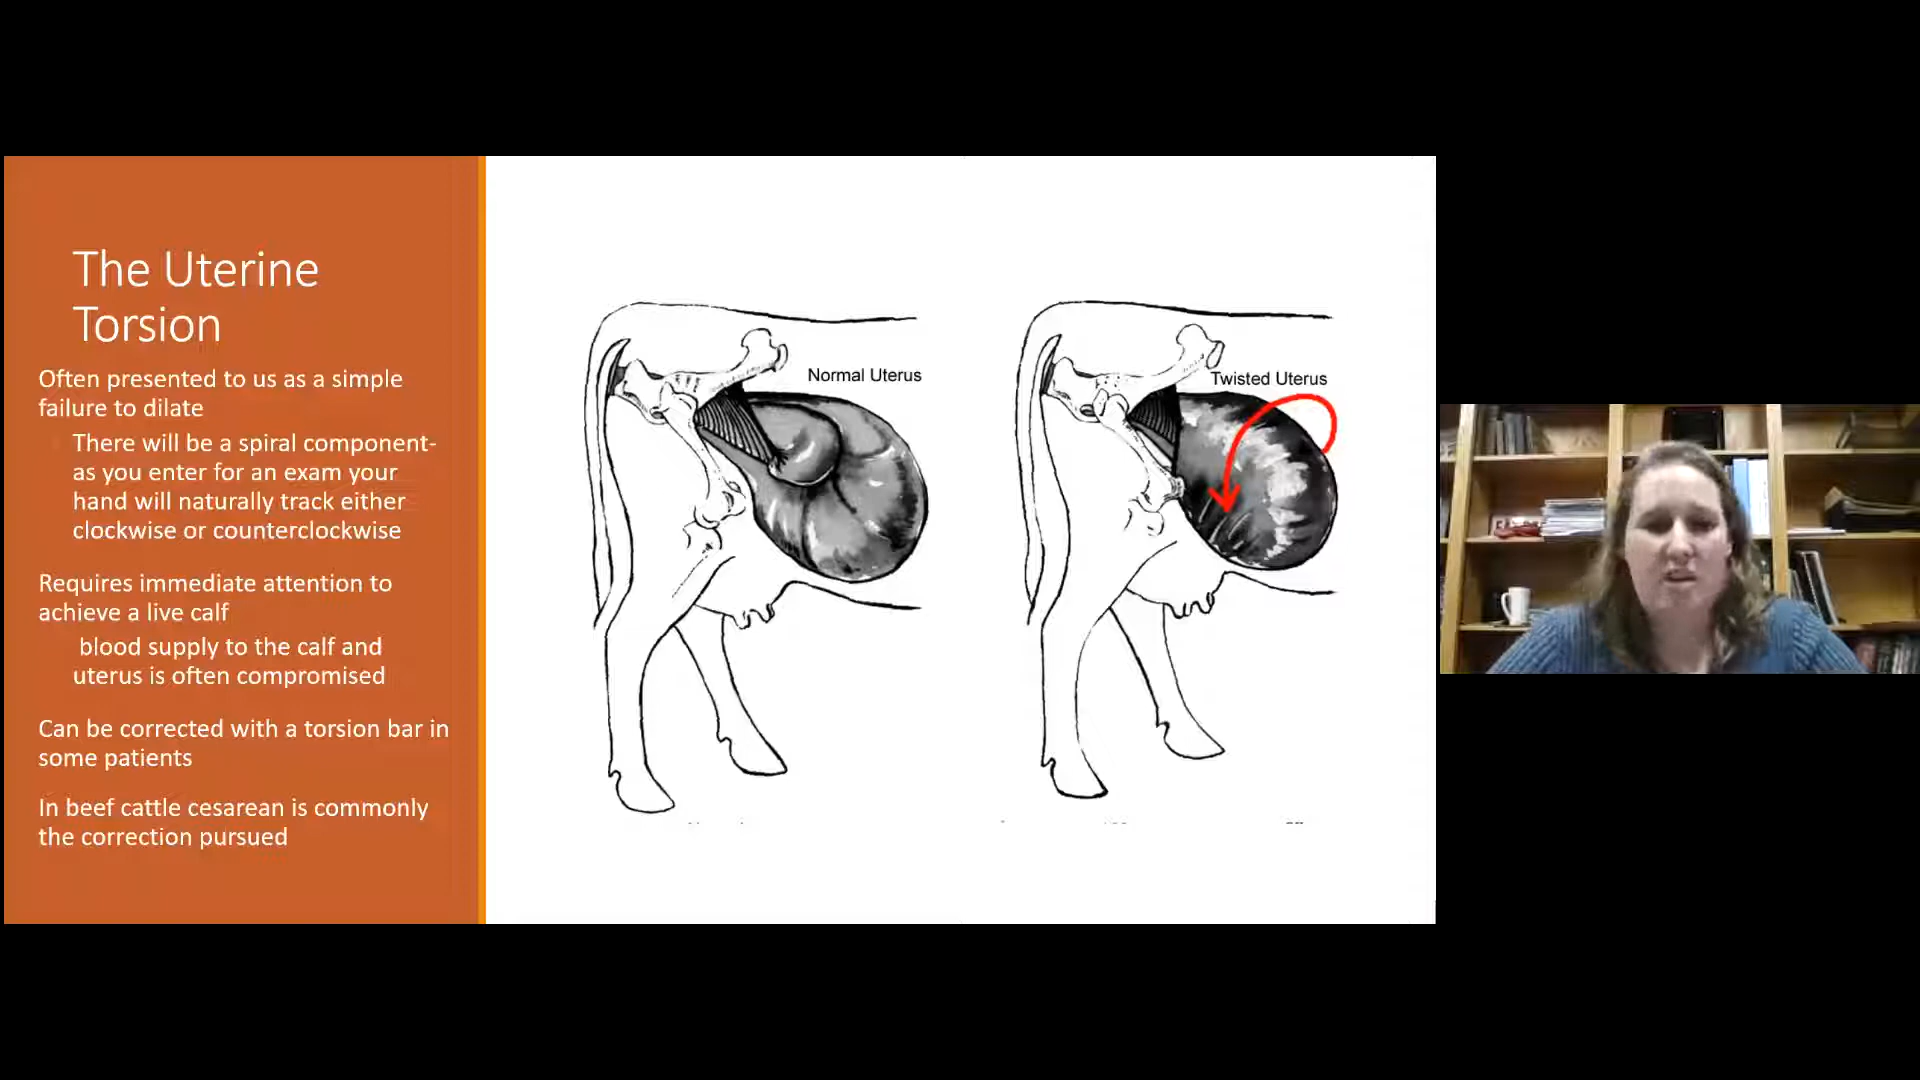 The Uterine
Torsion
Often presented to us as a simple
failure to dilate
There will be a spiral component-
as you enter for an exam your
hand will naturally track either
clockwise or counterclockwise
Requires immediate attention to
achieve a live calf
blood supply to the calf and
uterus is often compromised
Can be corrected with a torsion bar in
some patients
In beef cattle cesarean is commonly
the correction pursued
Normal Uterus
Twisted Uterus